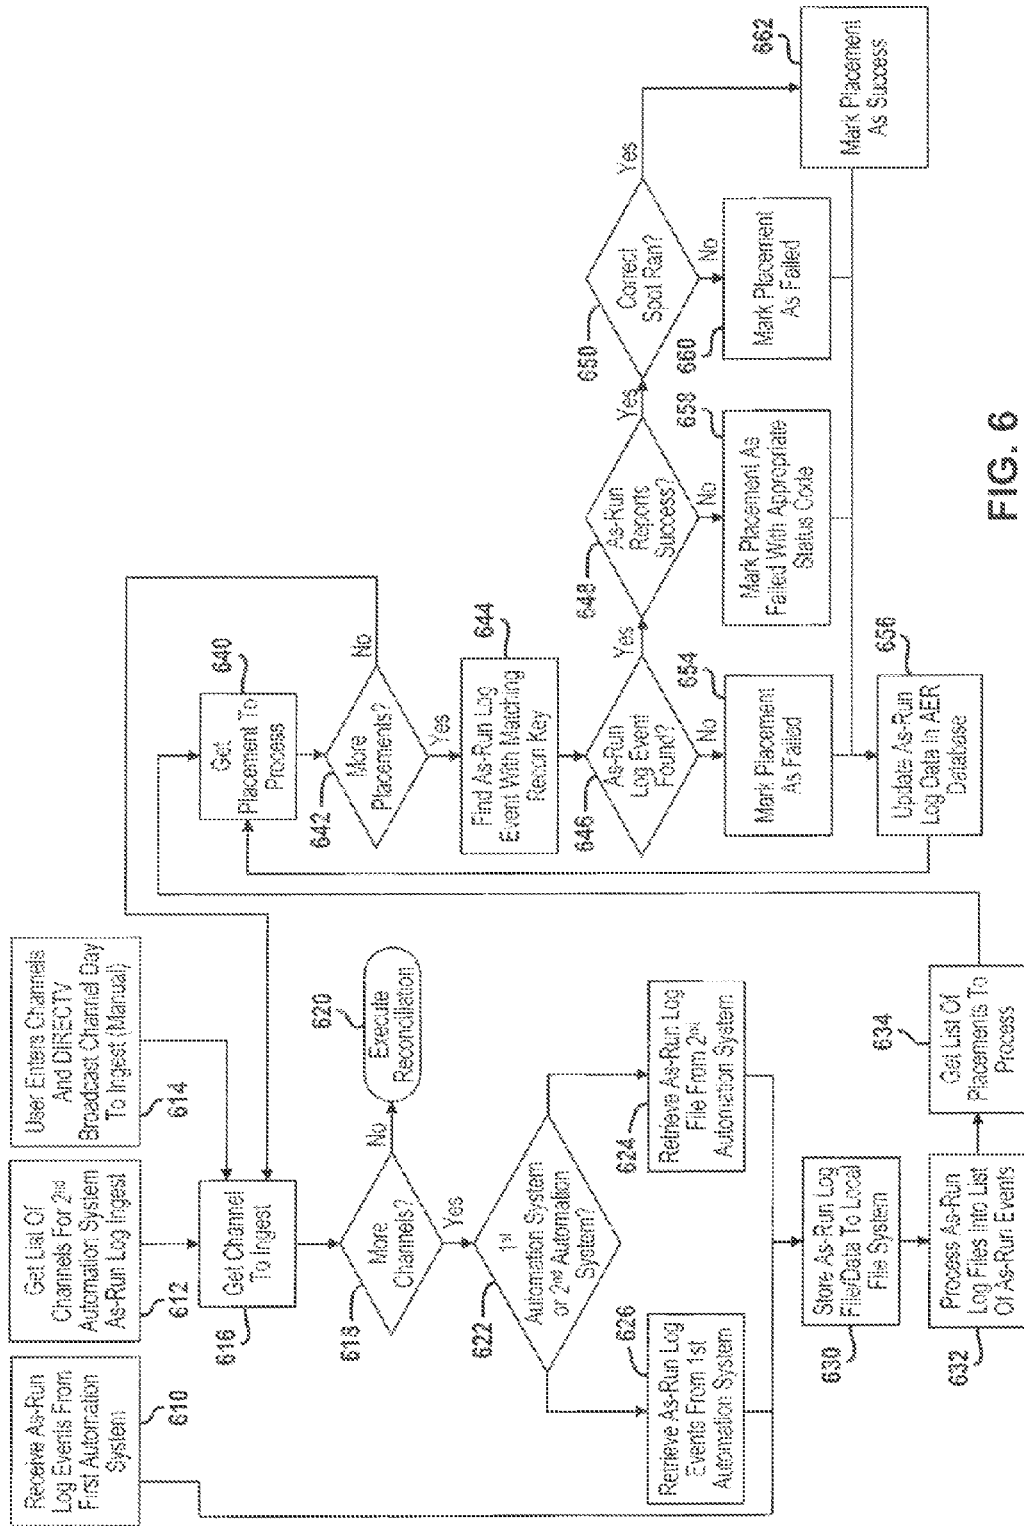 Receive As-Run
Log Events From
First Automation
System
610
Get List Of
Channels For 2nd
Automation System
As-Run Log Ingest
612
User Enters Channels
And DIRECTV
Broadcast Channel Day
To Ingest (Manual)
614
Get Channel
To Ingest
616
More
Channels?
618
No
Yes
Execute
Reconciliation
620
1st
Automation System
or 2nd Automation
System?
622
Retrieve As-Run Log
File From 2nd
Automation System
624
Retrieve As-Run Log
Events From 1st
Automation System
626
Store As-Run Log
File/Data To Local
File System
630
Process As-Run
Log Files Into List
Of As-Run Events
632
Get List Of
Placements To
Process
634
Get
Placement To
Process
640
More
Placements?
642
No
Yes
Find As-Run Log
Event With Matching
Recon Key
644
As-Run
Log Event
Found?
646
Yes
No
Mark Placement
As Failed
654
Update As-Run
Log Data In AER
Database
656
As-Run
Reports
Success?
648
Yes
No
Mark Placement As
Failed With Appropriate
Status Code
658
Correct
Spot Ran?
650
Yes
No
Mark Placement
As Failed
660
Mark Placement
As Success
662
FIG. 6